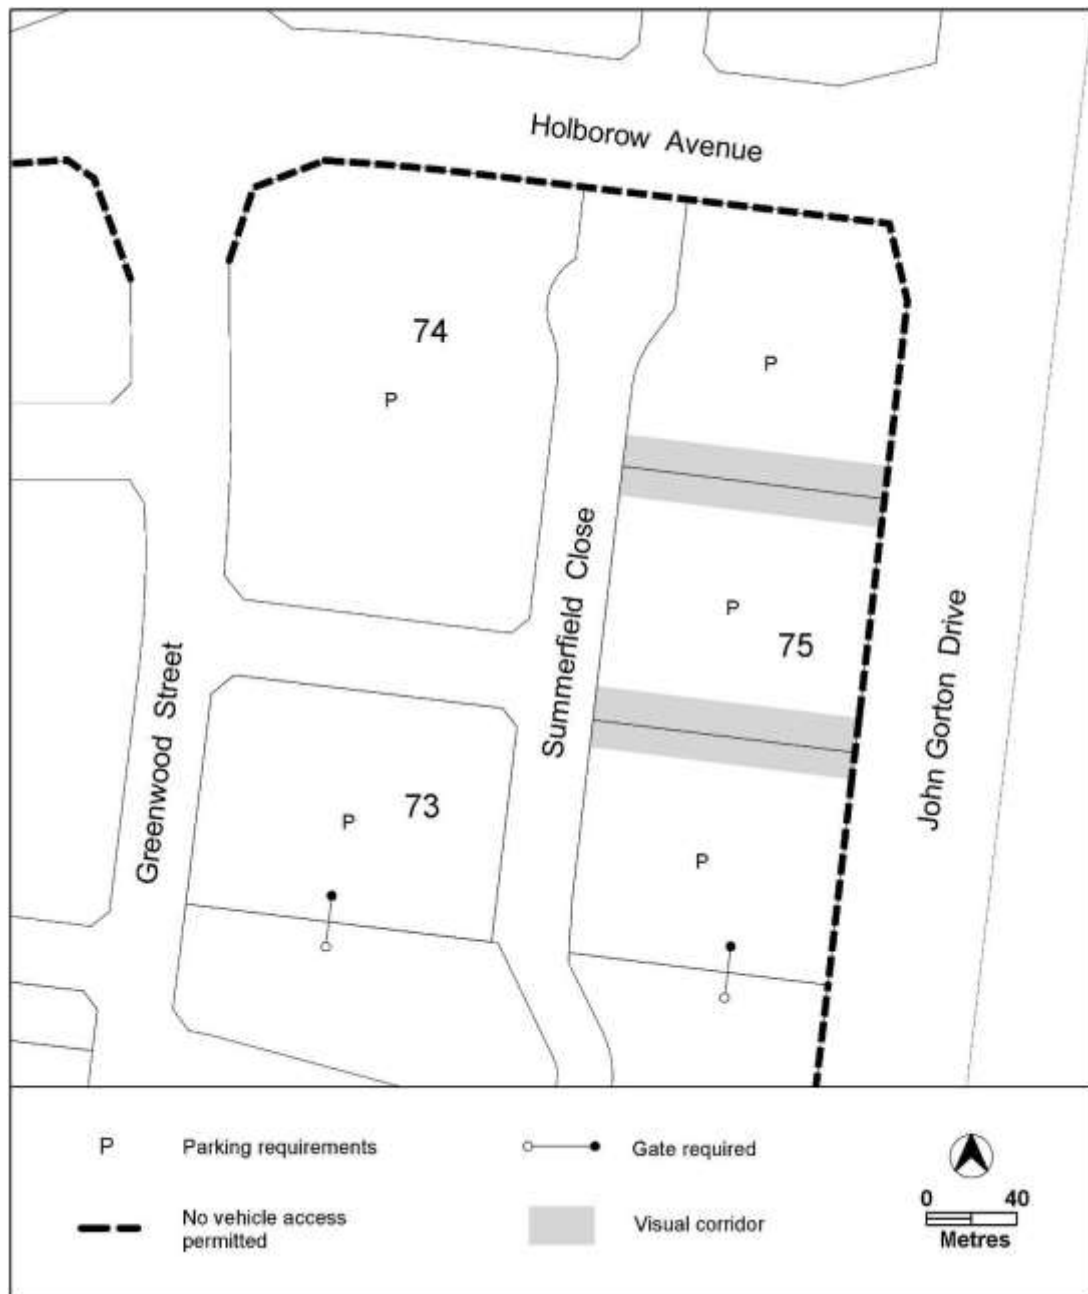 Holborow Avenue
74
P
P
Summerfield Close
P
75
John Gorton Drive
Greenwood Street
73
P
P
P Parking requirements
Gate required
No vehicle access
permitted
Visual corridor
0 40
Metres